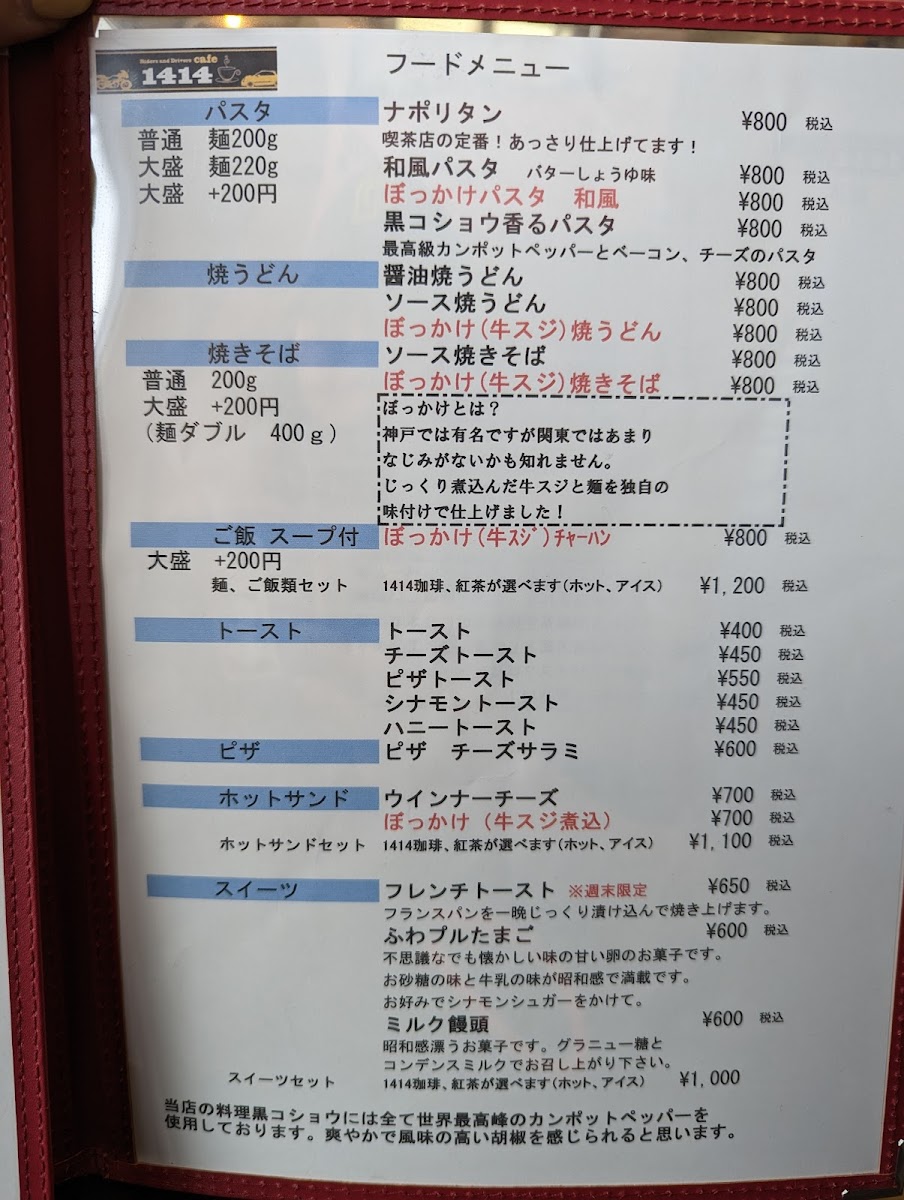 Riders and Drivers cafe
1414
フードメニュー
パスタ ナポリタン ¥800 税込
普通 麺200g 喫茶店の定番！あっさり仕上げてます！
大盛 麺220g 和風パスタ バターしょうゆ味 ¥800 税込
大盛 +200円 ぼっかけパスタ 和風 ¥800 税込
黒コショウ香るパスタ ¥800 税込
最高級カンポットペッパーとベーコン、チーズのパスタ
焼うどん 醤油焼うどん ¥800 税込
ソース焼うどん ¥800 税込
ぼっかけ(牛スジ)焼うどん ¥800 税込
焼きそば ソース焼きそば ¥800 税込
普通 200g ぼっかけ(牛スジ)焼きそば ¥800 税込
大盛 +200円 ぼっかけとは？
(麺ダブル 400ｇ) 神戸では有名ですが関東ではあまり
なじみがないかも知れません。
じっくり煮込んだ牛スジと麺を独自の
味付けで仕上げました！
ご飯 スープ付 ぼっかけ(牛ｽｼﾞ)ﾁｬｰﾊﾝ ¥800 税込
大盛 +200円
麺、ご飯類セット 1414珈琲、紅茶が選べます(ホット、アイス) ¥1,200 税込
トースト トースト ¥400 税込
チーズトースト ¥450 税込
ピザトースト ¥550 税込
シナモントースト ¥450 税込
ハニートースト ¥450 税込
ピザ ピザ チーズサラミ ¥600 税込
ホットサンド ウインナーチーズ ¥700 税込
ぼっかけ (牛スジ煮込) ¥700 税込
ホットサンドセット 1414珈琲、紅茶が選べます(ホット、アイス) ¥1,100 税込
スイーツ フレンチトースト ※週末限定 ¥650 税込
フランスパンを一晩じっくり漬け込んで焼き上げます。
ふわプルたまご ¥600 税込
不思議なでも懐かしい味の甘い卵のお菓子です。
お砂糖の味と牛乳の味が昭和感で満載です。
お好みでシナモンシュガーをかけて。
ミルク饅頭 ¥600 税込
昭和感漂うお菓子です。グラニュー糖と
コンデンスミルクでお召し上がり下さい。
スイーツセット 1414珈琲、紅茶が選べます(ホット、アイス) ¥1,000
当店の料理黒コショウには全て世界最高峰のカンポットペッパーを
使用しております。爽やかで風味の高い胡椒を感じられると思います。